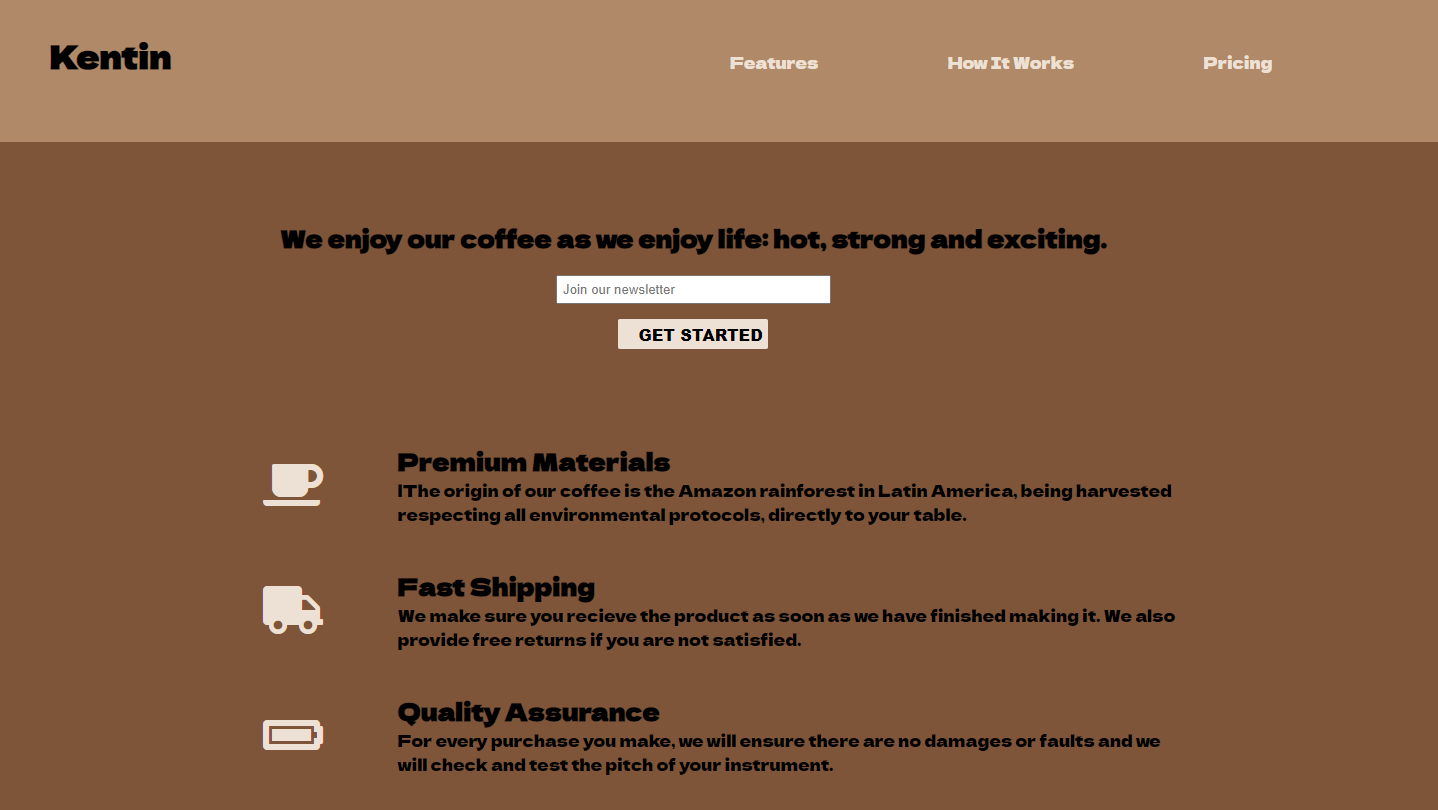 Kentin
Features
How It Works
Pricing
We enjoy our coffee as we enjoy life: hot, strong and exciting.
Join our newsletter
GET STARTED
Premium Materials
lThe origin of our coffee is the Amazon rainforest in Latin America, being harvested
respecting all environmental protocols, directly to your table.
Fast Shipping
We make sure you recieve the product as soon as we have finished making it. We also
provide free returns if you are not satisfied.
Quality Assurance
For every purchase you make, we will ensure there are no damages or faults and we
will check and test the pitch of your instrument.